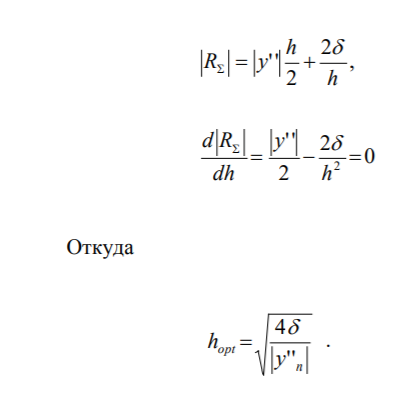 |R_Σ| = |y''| h/2 + 2δ/h,
d|R_Σ|/dh = |y''|/2 − 2δ/h² = 0
Откуда
h_opt = √(4δ/|y''_n|) .